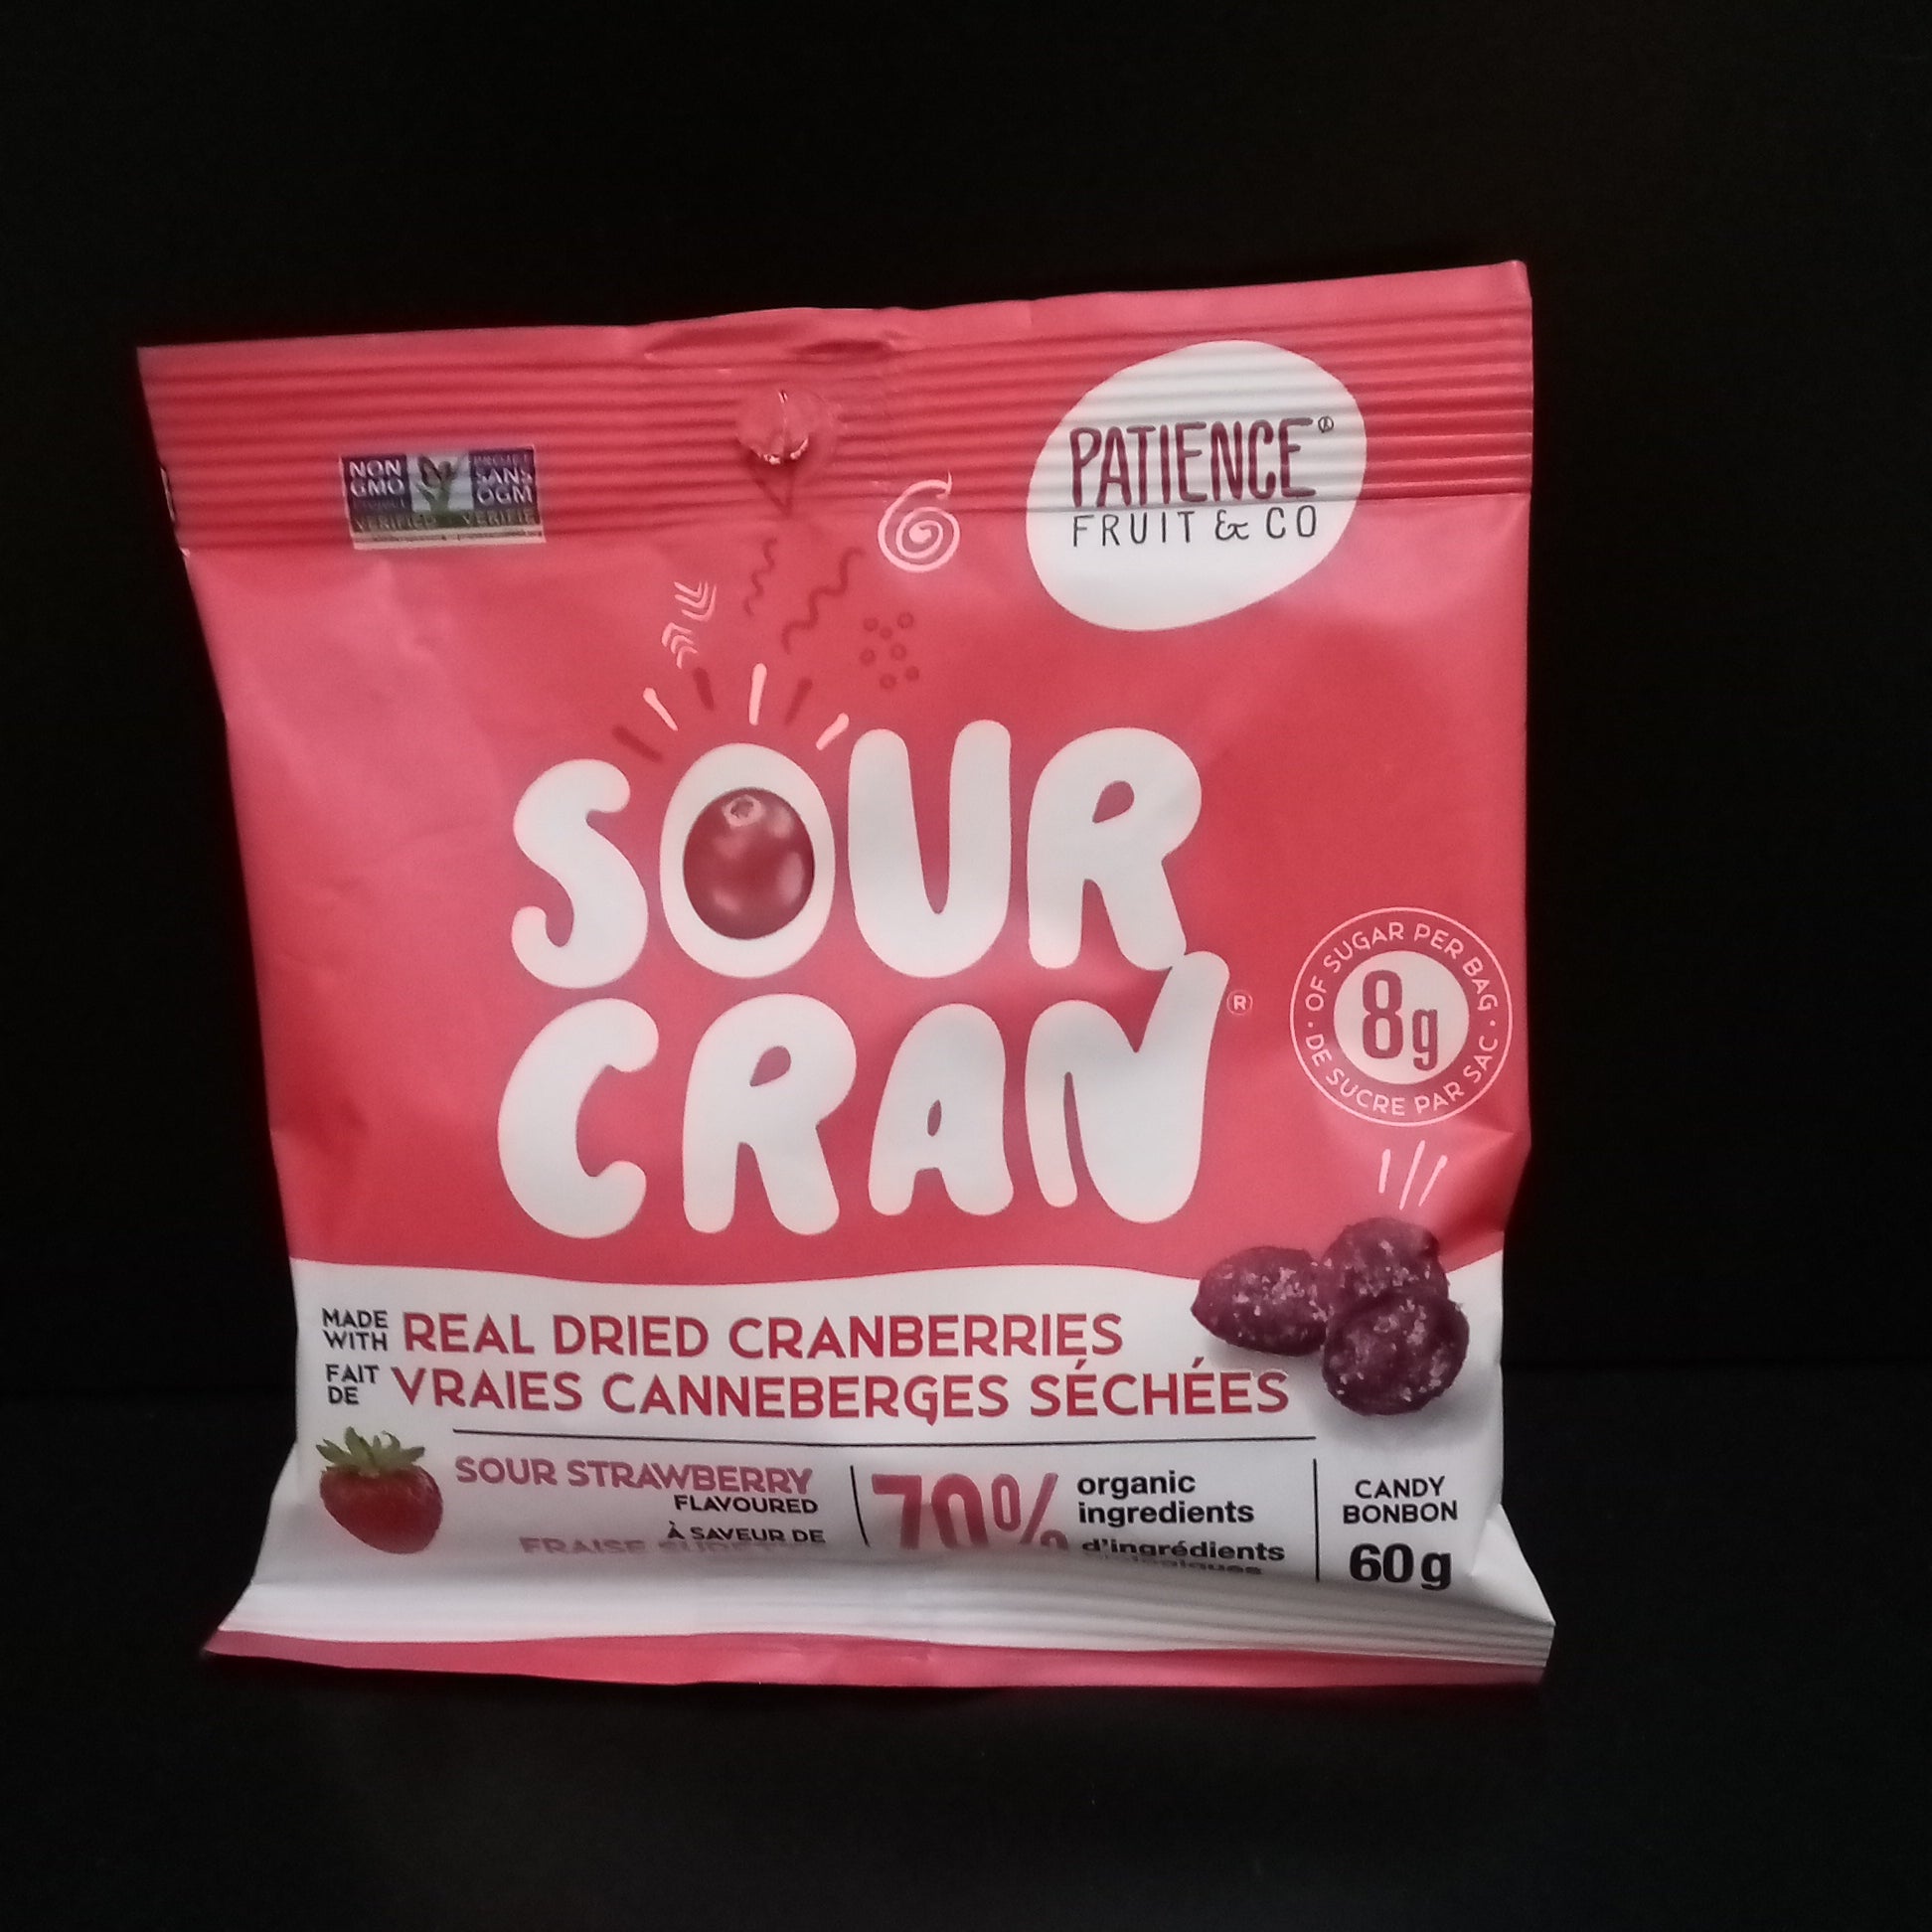 NON
GMO
VERIFIED
PROJET
SANS
OGM
VÉRIFIÉ
PATIENCE®
FRUIT & CO
SOUR
CRAN®
8g
OF SUGAR PER BAG
DE SUCRE PAR SAC
MADE
WITH
REAL DRIED CRANBERRIES
FAIT
DE
VRAIES CANNEBERGES SÉCHÉES
SOUR STRAWBERRY
FLAVOURED
À SAVEUR DE
FRAISE
70%
organic
ingredients
d'ingrédients
CANDY
BONBON
60g